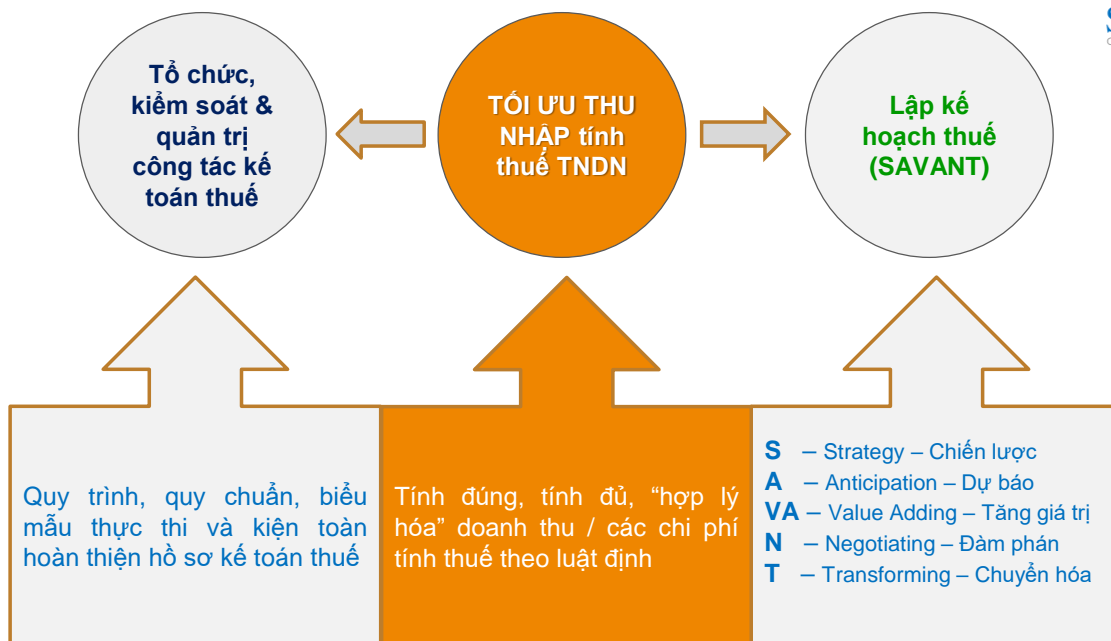 Tổ chức,
kiểm soát &
quản trị
công tác kế
toán thuế
TỐI ƯU THU
NHẬP tính
thuế TNDN
Lập kế
hoạch thuế
(SAVANT)
Quy trình, quy chuẩn, biểu
mẫu thực thi và kiện toàn
hoàn thiện hồ sơ kế toán thuế
Tính đúng, tính đủ, “hợp lý
hóa” doanh thu / các chi phí
tính thuế theo luật định
S – Strategy – Chiến lược
A – Anticipation – Dự báo
VA – Value Adding – Tăng giá trị
N – Negotiating – Đàm phán
T – Transforming – Chuyển hóa